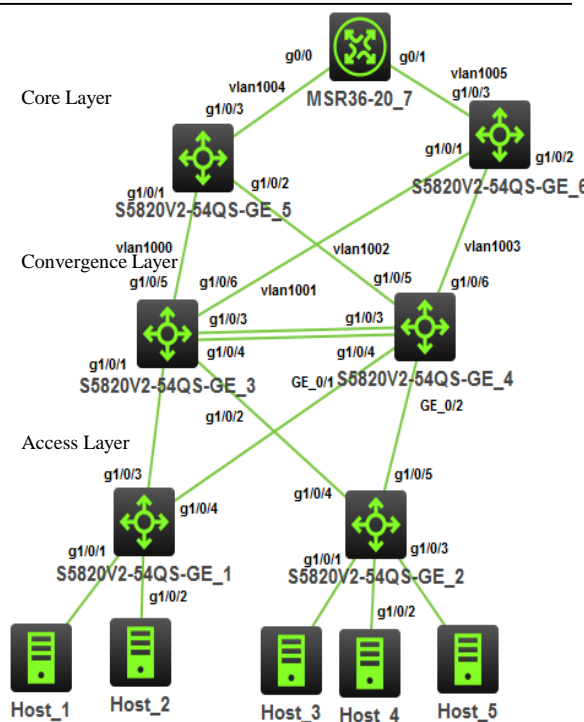 g0/0
g0/1
vlan1004
vlan1005
Core Layer
MSR36-20_7
g1/0/3
g1/0/3
g1/0/1
g1/0/2
g1/0/1
g1/0/2
S5820V2-54QS-GE_6
S5820V2-54QS-GE_5
vlan1000
vlan1002
vlan1003
Convergence Layer
g1/0/5
g1/0/6
g1/0/5
g1/0/6
vlan1001
g1/0/3
g1/0/3
g1/0/1
g1/0/4
g1/0/4
S5820V2-54QS-GE_3
GE_0/1
S5820V2-54QS-GE_4
g1/0/2
GE_0/2
Access Layer
g1/0/3
g1/0/5
g1/0/4
g1/0/4
g1/0/1
g1/0/1
g1/0/3
S5820V2-54QS-GE_1
S5820V2-54QS-GE_2
g1/0/2
g1/0/2
Host_1
Host_2
Host_3
Host_4
Host_5